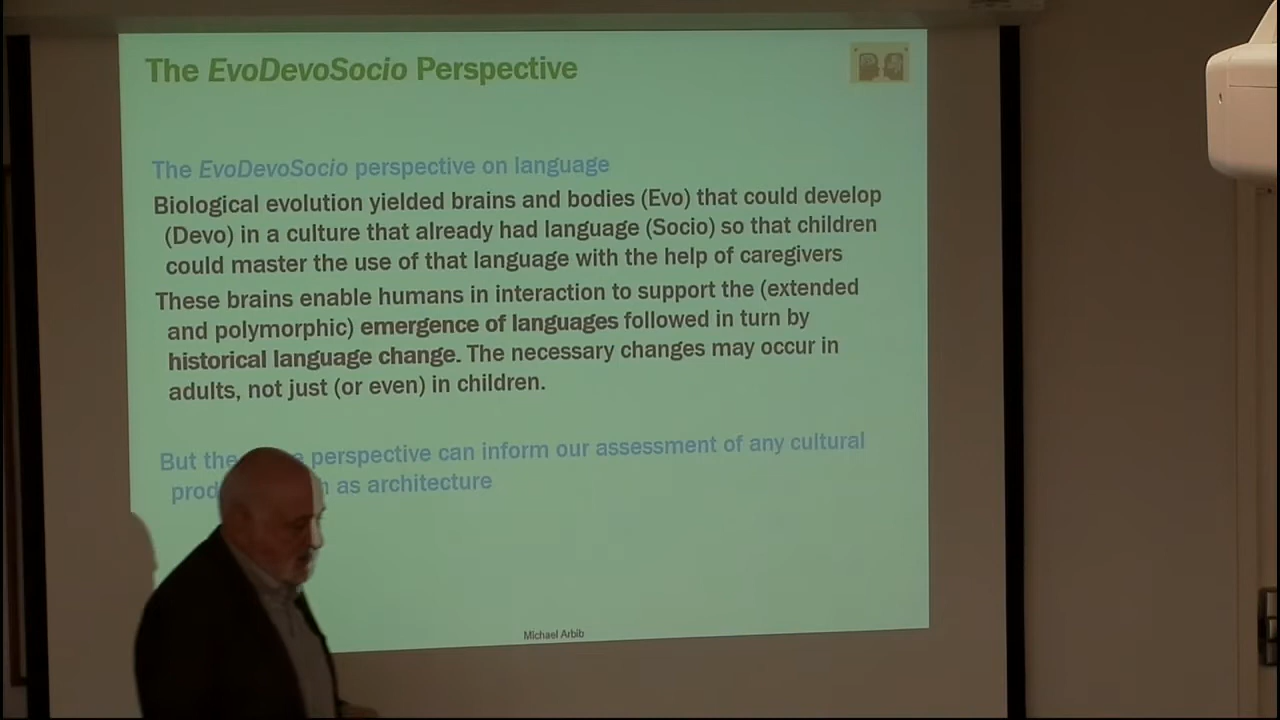 The EvoDevoSocio Perspective
The EvoDevoSocio perspective on language
Biological evolution yielded brains and bodies (Evo) that could develop
(Devo) in a culture that already had language (Socio) so that children
could master the use of that language with the help of caregivers
These brains enable humans in interaction to support the (extended
and polymorphic) emergence of languages followed in turn by
historical language change. The necessary changes may occur in
adults, not just (or even) in children.
But the perspective can inform our assessment of any cultural
as architecture
Michael Arbib